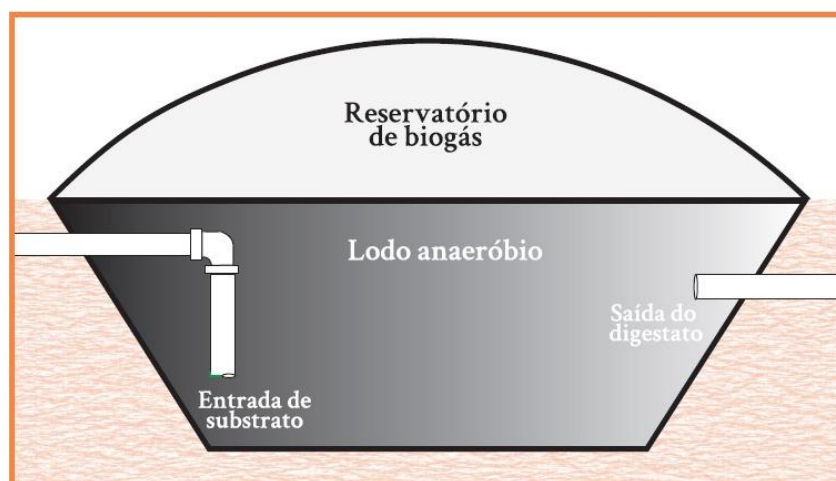 Reservatório
de biogás
Lodo anaeróbio
Saída do
digestato
Entrada de
substrato